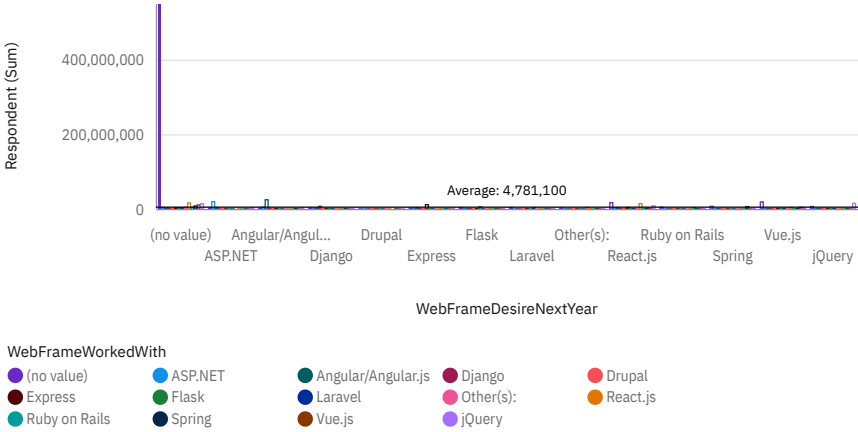 Respondent (Sum)
400,000,000
200,000,000
0
Average: 4,781,100
(no value) Angular/Angul... Drupal Flask Other(s): Ruby on Rails Vue.js
ASP.NET Django Express Laravel React.js Spring jQuery
WebFrameDesireNextYear
WebFrameWorkedWith
(no value) ASP.NET Angular/Angular.js Django Drupal
Express Flask Laravel Other(s): React.js
Ruby on Rails Spring Vue.js jQuery